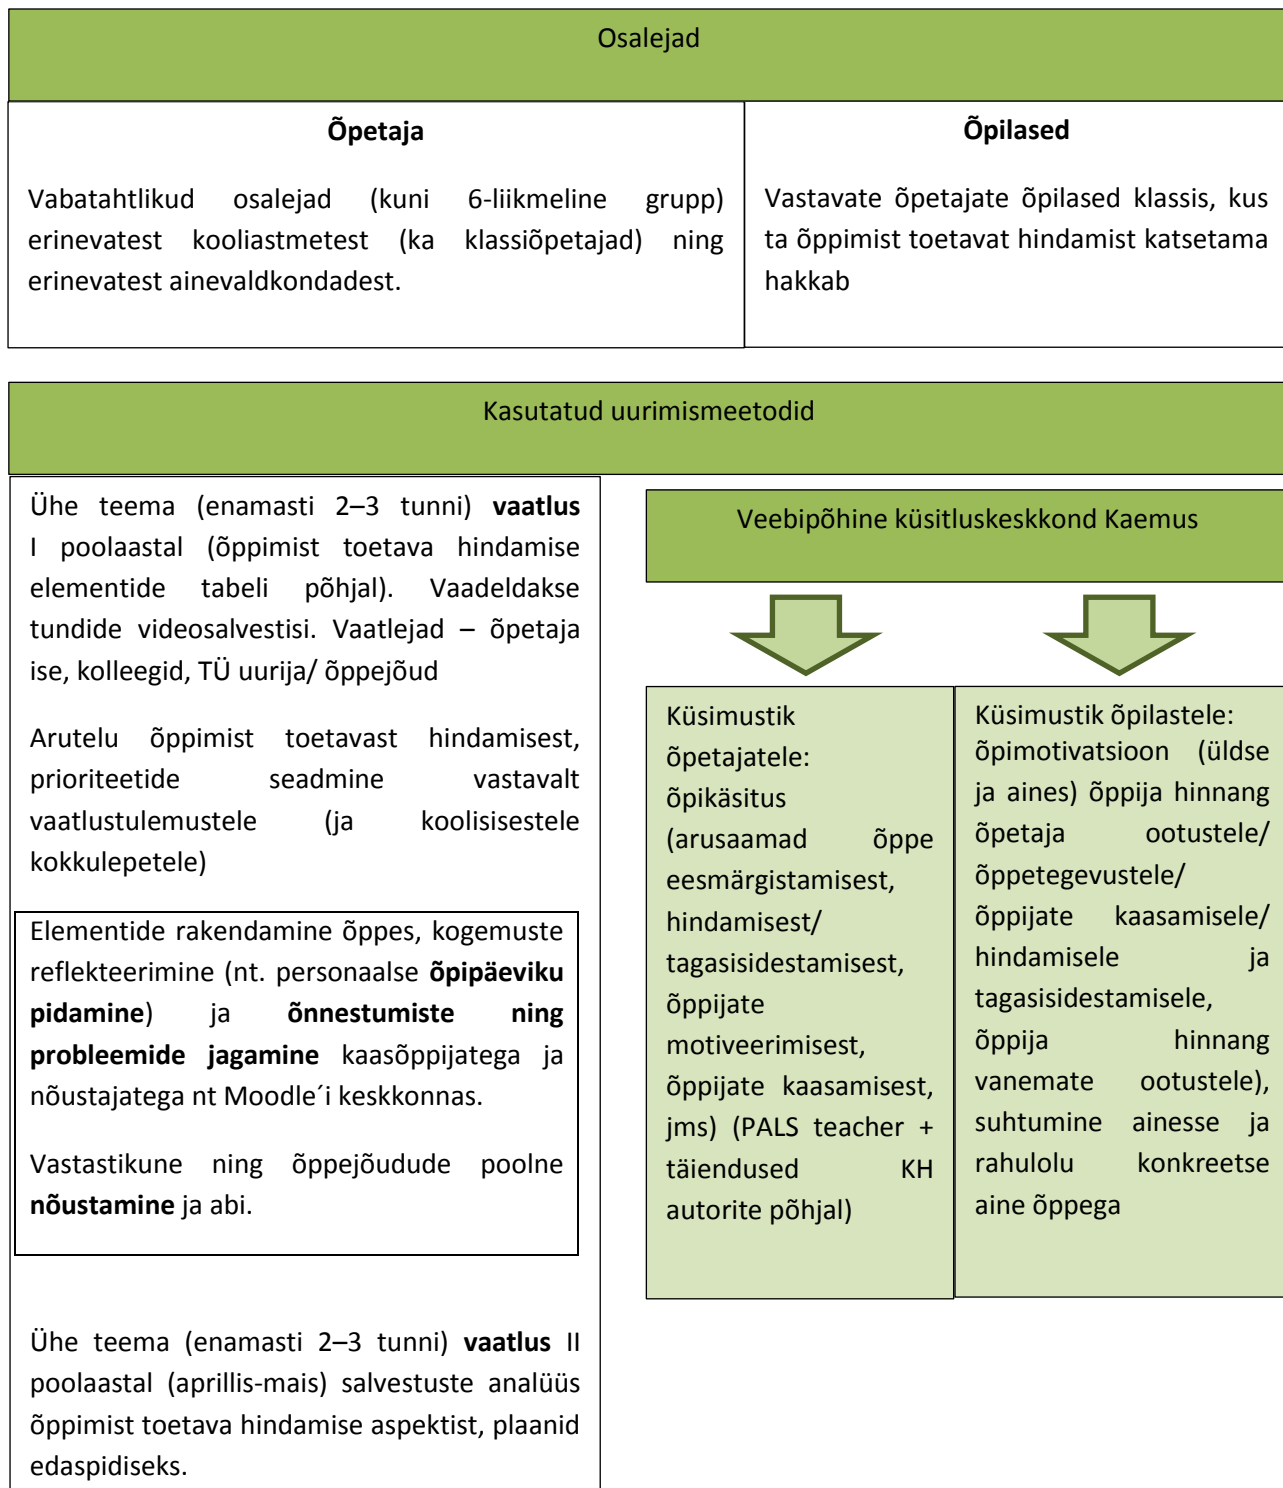 Osalejad
Õpetaja
Vabatahtlikud osalejad (kuni 6-liikmeline grupp)
erinevatest kooliastmetest (ka klassiõpetajad) ning
erinevatest ainevaldkondadest.
Õpilased
Vastavate õpetajate õpilased klassis, kus
ta õppimist toetavat hindamist katsetama
hakkab
Kasutatud uurimismeetodid
Ühe teema (enamasti 2–3 tunni) vaatlus
I poolaastal (õppimist toetava hindamise
elementide tabeli põhjal). Vaadeldakse
tundide videosalvestisi. Vaatlejad – õpetaja
ise, kolleegid, TÜ uurija/ õppejõud
Arutelu õppimist toetavast hindamisest,
prioriteetide seadmine vastavalt
vaatlustulemustele (ja koolisisestele
kokkulepetele)
Elementide rakendamine õppes, kogemuste
reflekteerimine (nt. personaalse õpipäeviku
pidamine) ja õnnestumiste ning
probleemide jagamine kaasõppijatega ja
nõustajatega nt Moodle´i keskkonnas.
Vastastikune ning õppejõudude poolne
nõustamine ja abi.
Ühe teema (enamasti 2–3 tunni) vaatlus II
poolaastal (aprillis-mais) salvestuste analüüs
õppimist toetava hindamise aspektist, plaanid
edaspidiseks.
Veebipõhine küsitluskeskkond Kaemus
Küsimustik
õpetajatele:
õpikäsitus
(arusaamad õppe
eesmärgistamisest,
hindamisest/
tagasisidestamisest,
õppijate
motiveerimisest,
õppijate kaasamisest,
jms) (PALS teacher +
täiendused KH
autorite põhjal)
Küsimustik õpilastele:
õpimotivatsioon (üldse
ja aines) õppija hinnang
õpetaja ootustele/
õppetegevustele/
õppijate kaasamisele/
hindamisele ja
tagasisidestamisele,
õppija hinnang
vanemate ootustele),
suhtumine ainesse ja
rahulolu konkreetse
aine õppega